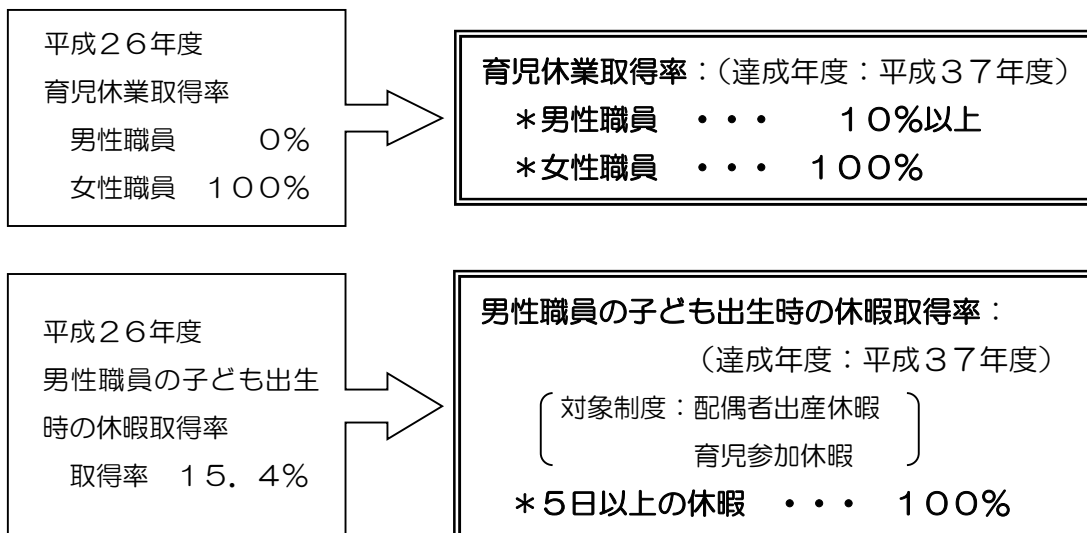 平成２６年度
育児休業取得率
男性職員　　　０％
女性職員　１００％
育児休業取得率：（達成年度：平成３７年度）
＊男性職員　・・・　　１０％以上
＊女性職員　・・・　１００％
平成２６年度
男性職員の子ども出生
時の休暇取得率
取得率　１５．４％
男性職員の子ども出生時の休暇取得率：
（達成年度：平成３７年度）
対象制度：配偶者出産休暇
育児参加休暇
＊５日以上の休暇　・・・　１００％